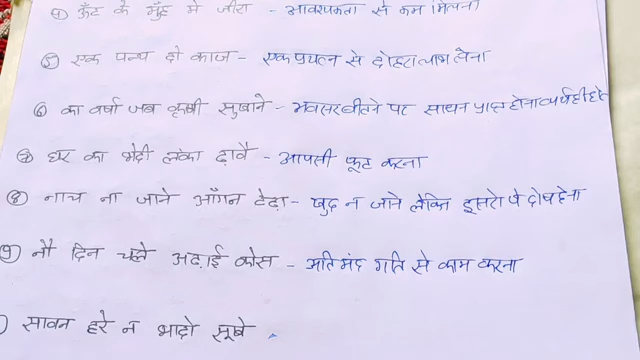 ④ ऊँट के मुँह मे जीरा - आवश्यकता से कम मिलना
⑤ एक पन्थ दो काज - एक प्रयत्न से दोहरा लाभ लेना
⑥ का वर्षा जब कृषी सुखाने - अवसर बीतने पर साधन प्राप्त होना व्यर्थ ही
⑦ घर का भेदी लंका ढावै - आपसी फूट करना
⑧ नाच ना जाने आँगन टेढ़ा - खुद न जाने लेकिन दूसरो पे दोष देना
⑨ नौ दिन चले अढ़ाई कोस - अति मंद गति से काम करना
सावन हरे न भादो सूखे